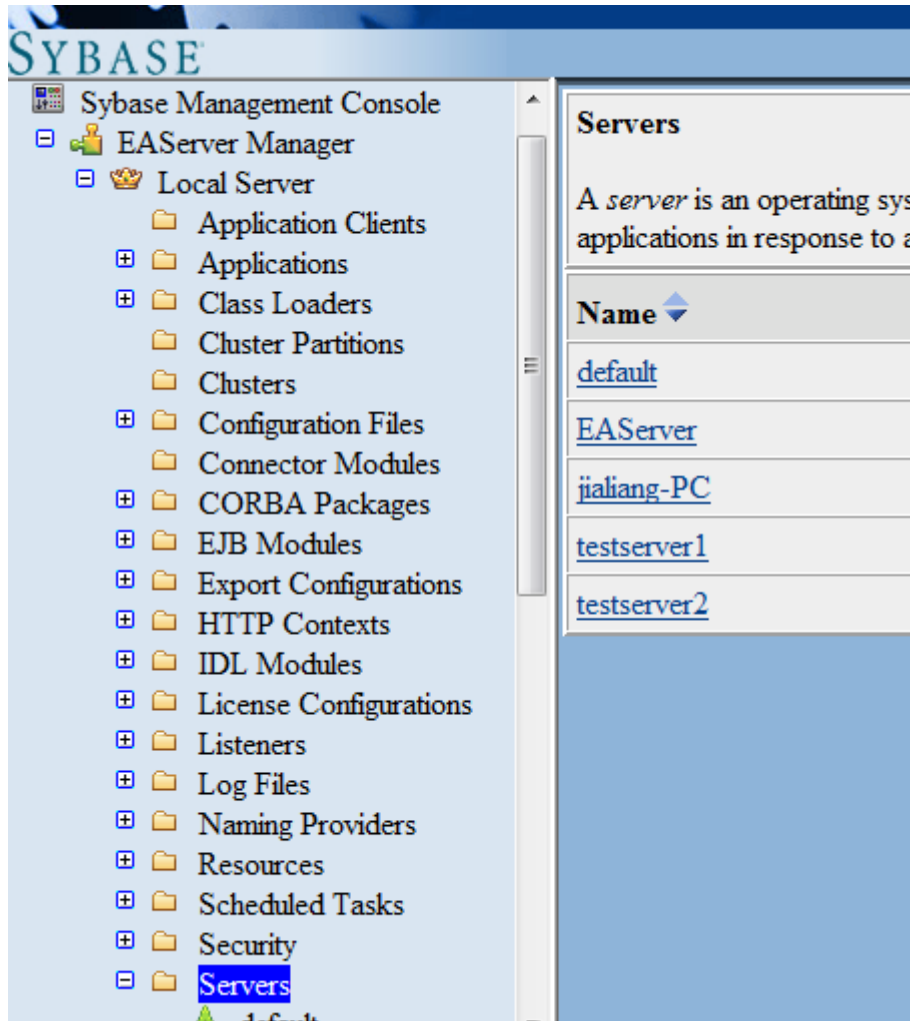 SYBASE
Sybase Management Console
EAServer Manager
Local Server
Application Clients
Applications
Class Loaders
Cluster Partitions
Clusters
Configuration Files
Connector Modules
CORBA Packages
EJB Modules
Export Configurations
HTTP Contexts
IDL Modules
License Configurations
Listeners
Log Files
Naming Providers
Resources
Scheduled Tasks
Security
Servers
default
Servers
A server is an operating sys
applications in response to a
Name
default
EAServer
jialiang-PC
testserver1
testserver2